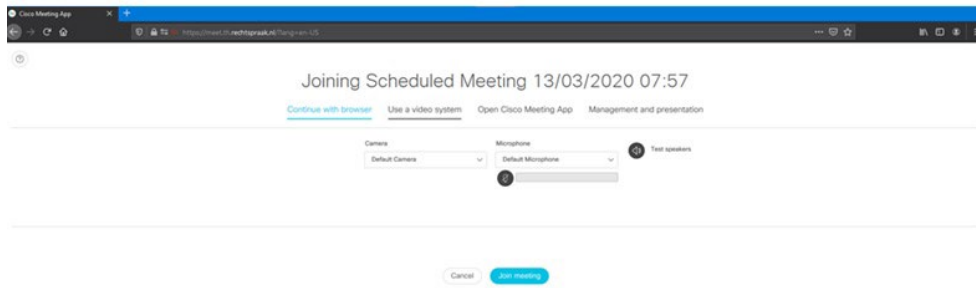 Cisco Meeting App
https://meet.th.rechtspraak.nl/?lang=en-US
Joining Scheduled Meeting 13/03/2020 07:57
Continue with browser Use a video system Open Cisco Meeting App Management and presentation
Camera Microphone
Default Camera Default Microphone Test speakers
Cancel Join meeting